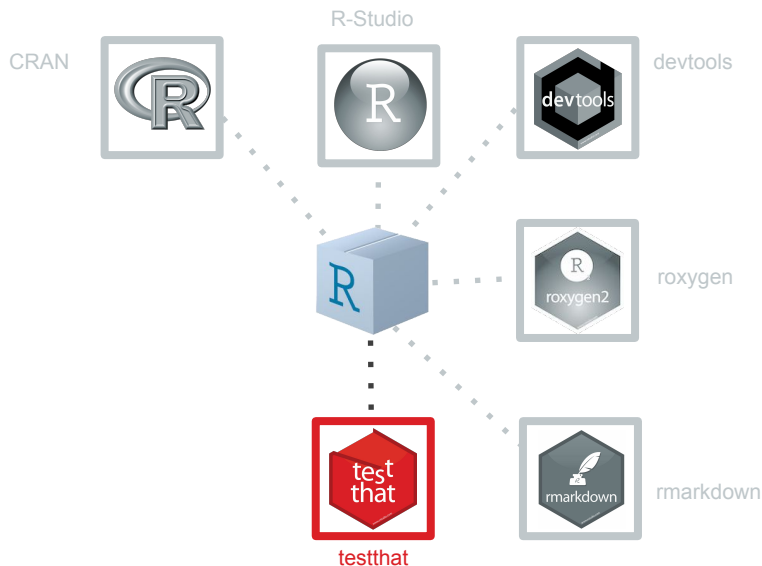 R-Studio
CRAN
R
R
devtools
devtools
R
R
roxygen2
roxygen
test
that
testthat
rmarkdown
rmarkdown